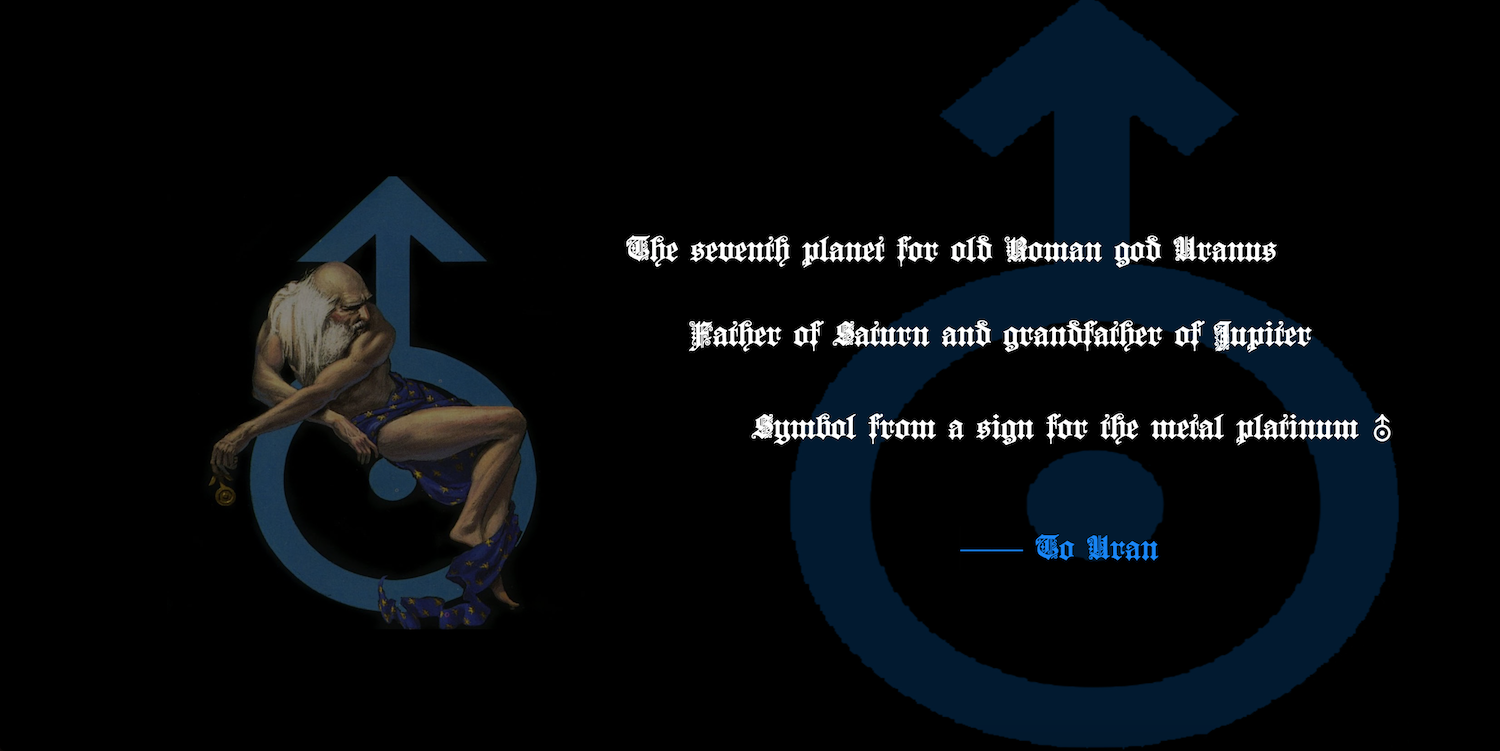 The seventh planet for old Roman god Uranus
Father of Saturn and grandfather of Jupiter
Symbol from a sign for the metal platinum ⛢
—— To Uran